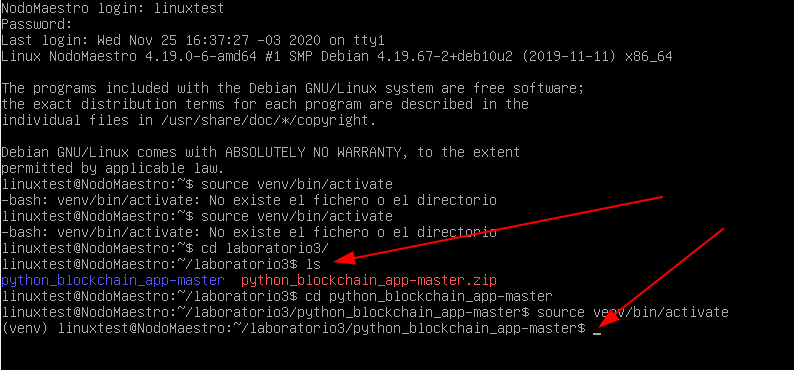 NodoMaestro login: linuxtest
Password:
Last login: Wed Nov 25 16:37:27 -03 2020 on tty1
Linux NodoMaestro 4.19.0-6-amd64 #1 SMP Debian 4.19.67-2+deb10u2 (2019-11-11) x86_64
The programs included with the Debian GNU/Linux system are free software;
the exact distribution terms for each program are described in the
individual files in /usr/share/doc/*/copyright.
Debian GNU/Linux comes with ABSOLUTELY NO WARRANTY, to the extent
permitted by applicable law.
linuxtest@NodoMaestro:~$ source venv/bin/activate
-bash: venv/bin/activate: No existe el fichero o el directorio
linuxtest@NodoMaestro:~$ source venv/bin/activate
-bash: venv/bin/activate: No existe el fichero o el directorio
linuxtest@NodoMaestro:~$ cd laboratorio3/
linuxtest@NodoMaestro:~/laboratorio3$ ls
python_blockchain_app-master  python_blockchain_app-master.zip
linuxtest@NodoMaestro:~/laboratorio3$ cd python_blockchain_app-master
linuxtest@NodoMaestro:~/laboratorio3/python_blockchain_app-master$ source venv/bin/activate
(venv) linuxtest@NodoMaestro:~/laboratorio3/python_blockchain_app-master$ _